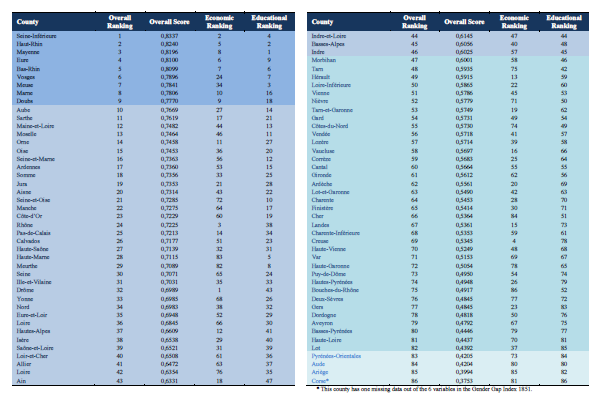 County Overall Ranking Overall Score Economic Ranking Educational Ranking
Seine-Inférieure 1 0,8337 2 4
Haut-Rhin 2 0,8240 5 2
Mayenne 3 0,8196 8 1
Eure 4 0,8100 6 9
Bas-Rhin 5 0,8099 7 6
Vosges 6 0,7896 24 7
Meuse 7 0,7841 34 3
Marne 8 0,7806 10 16
Doubs 9 0,7770 9 18
Aube 10 0,7669 27 14
Sarthe 11 0,7619 17 21
Maine-et-Loire 12 0,7482 44 13
Moselle 13 0,7464 46 11
Orne 14 0,7458 11 27
Oise 15 0,7453 36 20
Seine-et-Marne 16 0,7363 56 12
Ardennes 17 0,7360 53 15
Somme 18 0,7356 33 25
Jura 19 0,7353 21 28
Aisne 20 0,7314 43 22
Seine-et-Oise 21 0,7285 72 10
Manche 22 0,7275 64 17
Côte-d'Or 23 0,7229 60 19
Rhône 24 0,7225 3 38
Pas-de-Calais 25 0,7213 14 34
Calvados 26 0,7177 51 23
Haute-Saône 27 0,7139 32 31
Haute-Marne 28 0,7115 83 5
Meurthe 29 0,7089 82 8
Seine 30 0,7071 65 24
Ille-et-Vilaine 31 0,7031 35 33
Drôme 32 0,6989 1 43
Yonne 33 0,6985 68 26
Nord 34 0,6983 38 32
Eure-et-Loir 35 0,6948 52 29
Loire 36 0,6845 66 30
Hautes-Alpes 37 0,6609 12 41
Isère 38 0,6538 29 40
Saône-et-Loire 39 0,6521 31 39
Loir-et-Cher 40 0,6508 61 36
Allier 41 0,6472 63 37
Loire 42 0,6354 76 35
Ain 43 0,6331 18 47
County Overall Ranking Overall Score Economic Ranking Educational Ranking
Indre-et-Loire 44 0,6145 47 44
Basses-Alpes 45 0,6056 40 48
Indre 46 0,6025 57 45
Morbihan 47 0,6001 58 46
Tarn 48 0,5935 75 42
Hérault 49 0,5915 13 59
Loire-Inférieure 50 0,5865 22 60
Vienne 51 0,5786 45 53
Nièvre 52 0,5779 71 50
Tarn-et-Garonne 53 0,5749 19 62
Gard 54 0,5731 49 54
Côtes-du-Nord 55 0,5730 74 49
Vendée 56 0,5718 41 57
Lozère 57 0,5714 39 58
Vaucluse 58 0,5697 16 66
Corrèze 59 0,5683 25 64
Cantal 60 0,5664 55 55
Gironde 61 0,5612 62 56
Ardèche 62 0,5561 20 69
Lot-et-Garonne 63 0,5490 42 63
Charente 64 0,5453 28 70
Finistère 65 0,5414 30 71
Cher 66 0,5364 84 51
Landes 67 0,5361 15 73
Charente-Inférieure 68 0,5353 59 61
Creuse 69 0,5345 4 78
Haute-Vienne 70 0,5249 48 68
Var 71 0,5153 69 67
Haute-Garonne 72 0,5054 78 65
Puy-de-Dôme 73 0,4950 54 74
Hautes-Pyrénées 74 0,4948 26 79
Bouches-du-Rhône 75 0,4917 86 52
Deux-Sèvres 76 0,4845 77 72
Ours 77 0,4845 23 83
Dordogne 78 0,4818 50 76
Aveyron 79 0,4792 67 75
Basses-Pyrénées 80 0,4446 79 77
Haute-Loire 81 0,4437 70 81
Lot 82 0,4392 37 85
Pyrénées-Orientales 83 0,4205 73 84
Aude 84 0,4204 80 82
Ariège 85 0,3994 85 82
Corse* 86 0,3753 81 86
* This county has one missing data out of the 6 variables in the Gender Gap Index 1851.